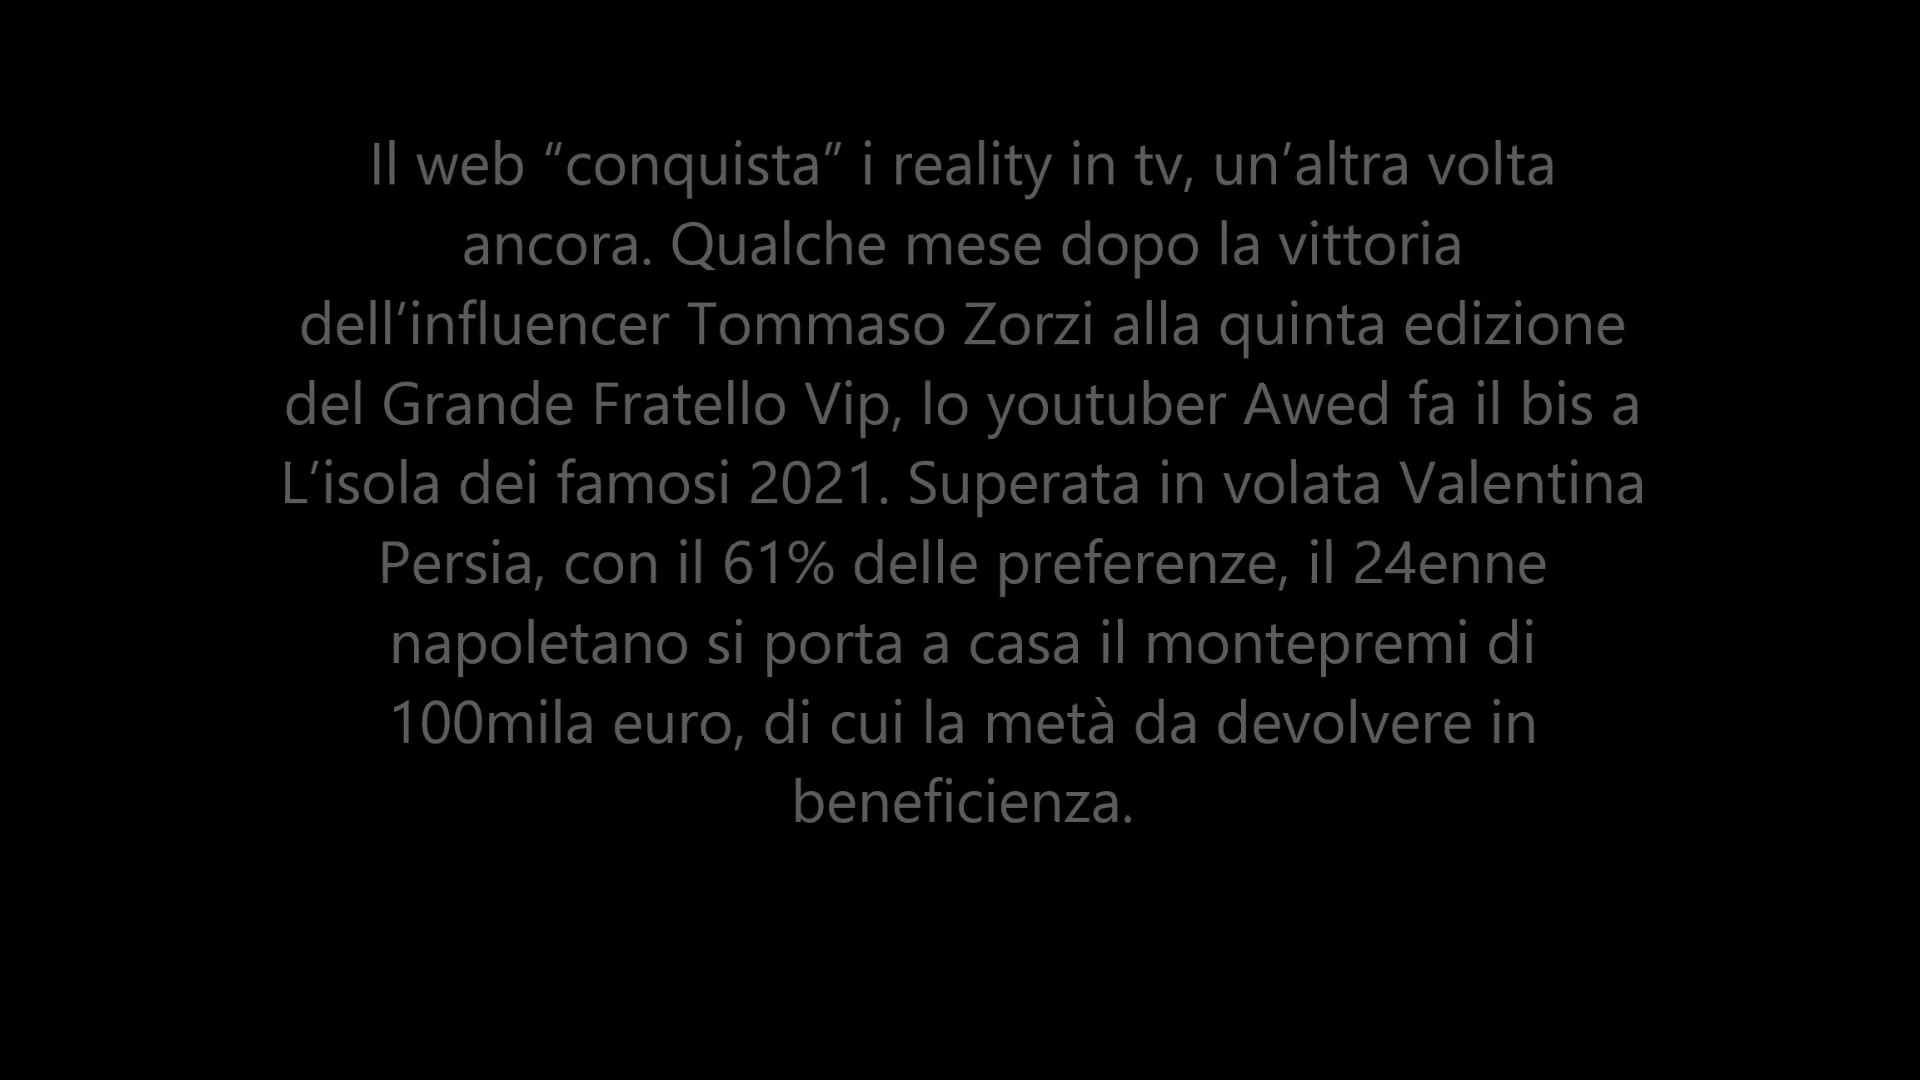 Il web “conquista” i reality in tv, un’altra volta
ancora. Qualche mese dopo la vittoria
dell’influencer Tommaso Zorzi alla quinta edizione
del Grande Fratello Vip, lo youtuber Awed fa il bis a
L’isola dei famosi 2021. Superata in volata Valentina
Persia, con il 61% delle preferenze, il 24enne
napoletano si porta a casa il montepremi di
100mila euro, di cui la metà da devolvere in
beneficienza.